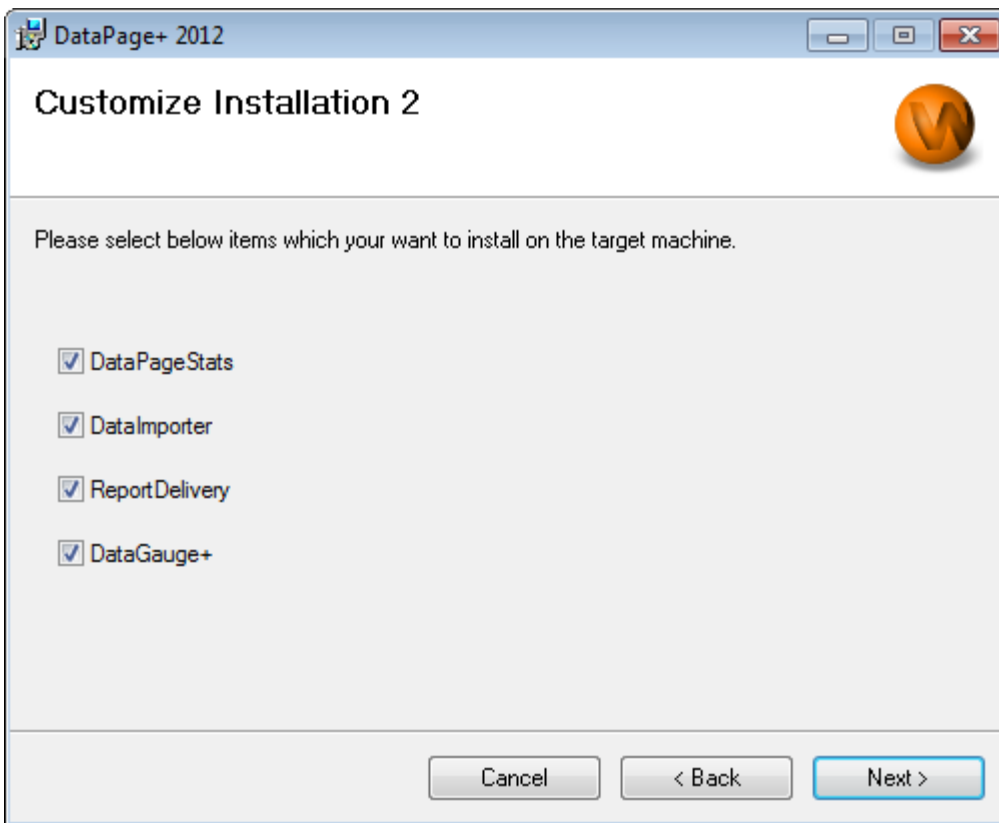 DataPage+ 2012
Customize Installation 2
W
Please select below items which your want to install on the target machine.
DataPageStats
DataImporter
ReportDelivery
DataGauge+
Cancel
< Back
Next >